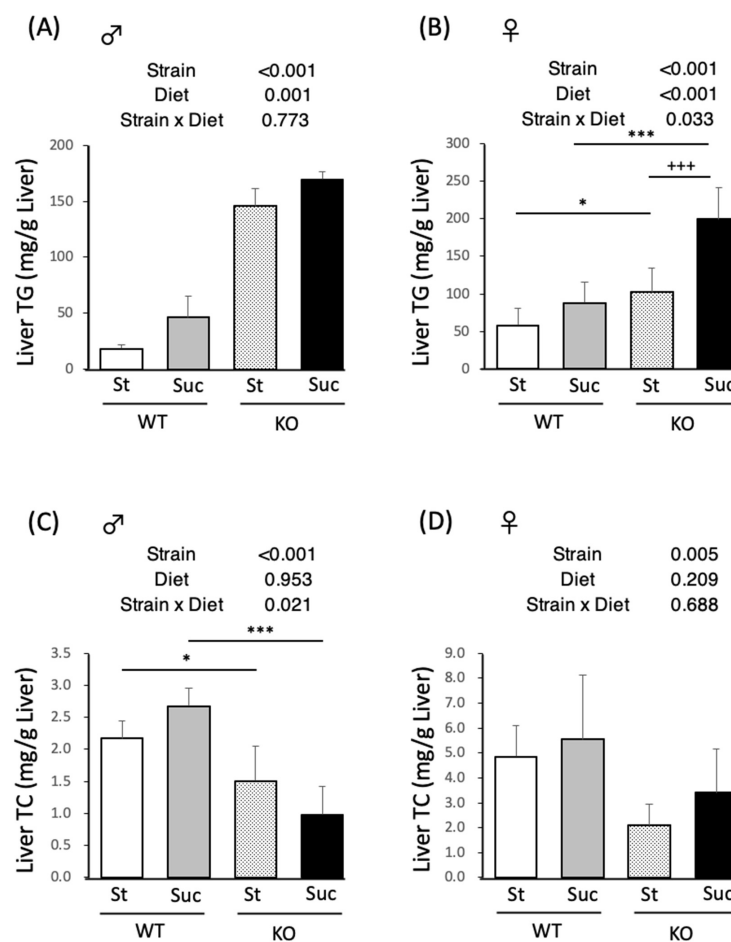 (A) ♂
Strain <0.001
Diet 0.001
Strain x Diet 0.773
Liver TG (mg/g Liver)
200
150
100
50
0
St Suc St Suc
WT KO
(B) ♀
Strain <0.001
Diet <0.001
Strain x Diet 0.033
***
+++
*
Liver TG (mg/g Liver)
300
250
200
150
100
50
0
St Suc St Suc
WT KO
(C) ♂
Strain <0.001
Diet 0.953
Strain x Diet 0.021
***
*
Liver TC (mg/g Liver)
3.5
3.0
2.5
2.0
1.5
1.0
0.5
0.0
St Suc St Suc
WT KO
(D) ♀
Strain 0.005
Diet 0.209
Strain x Diet 0.688
Liver TC (mg/g Liver)
9.0
8.0
7.0
6.0
5.0
4.0
3.0
2.0
1.0
0.0
St Suc St Suc
WT KO